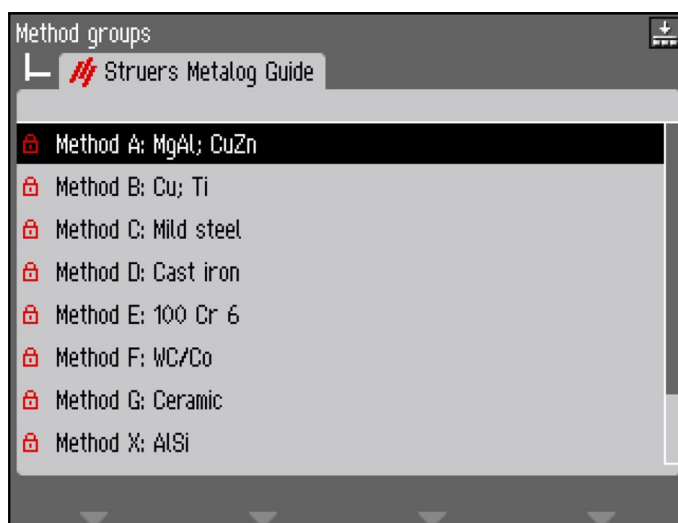 Method groups
Struers Metalog Guide
Method A: MgAl; CuZn
Method B: Cu; Ti
Method C: Mild steel
Method D: Cast iron
Method E: 100 Cr 6
Method F: WC/Co
Method G: Ceramic
Method X: AlSi